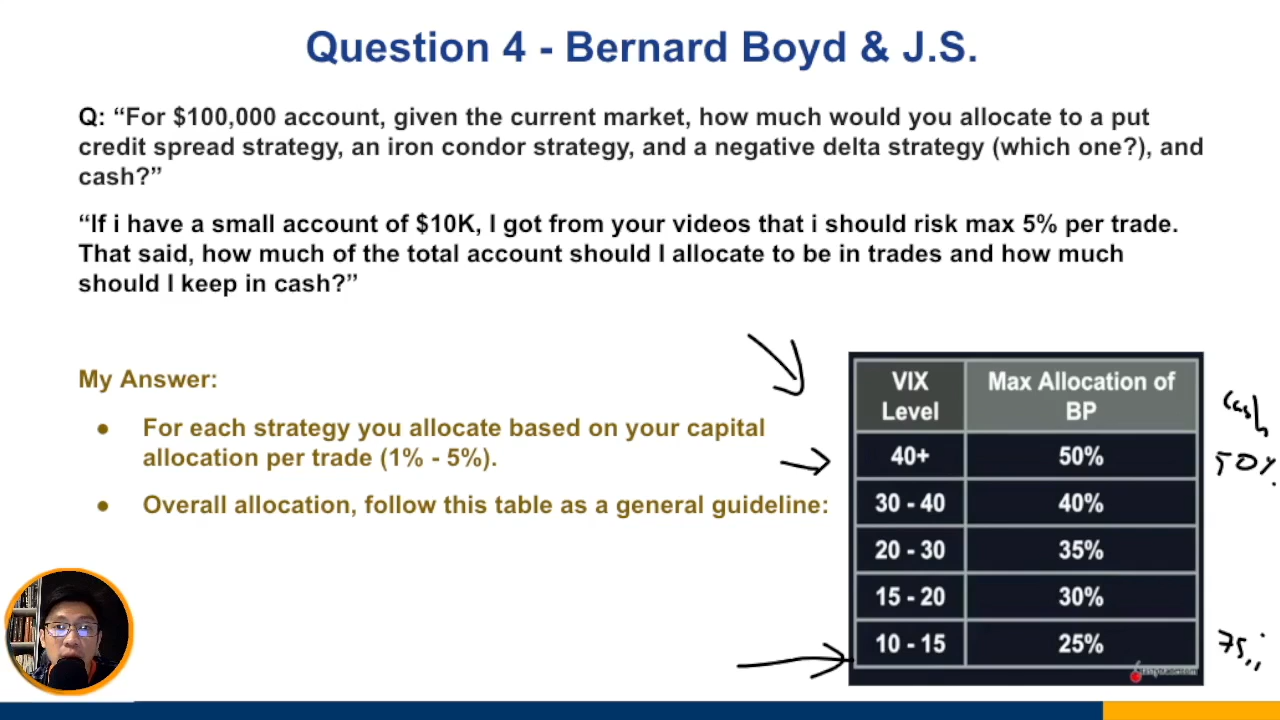 Question 4 - Bernard Boyd & J.S.
Q: “For $100,000 account, given the current market, how much would you allocate to a put
credit spread strategy, an iron condor strategy, and a negative delta strategy (which one?), and
cash?”
“If i have a small account of $10K, I got from your videos that i should risk max 5% per trade.
That said, how much of the total account should I allocate to be in trades and how much
should I keep in cash?”
My Answer:
● For each strategy you allocate based on your capital
allocation per trade (1% - 5%).
● Overall allocation, follow this table as a general guideline:
VIX Level Max Allocation of BP
Cash
40+ 50% 50%
30 - 40 40%
20 - 30 35%
15 - 20 30%
10 - 15 25% 75%